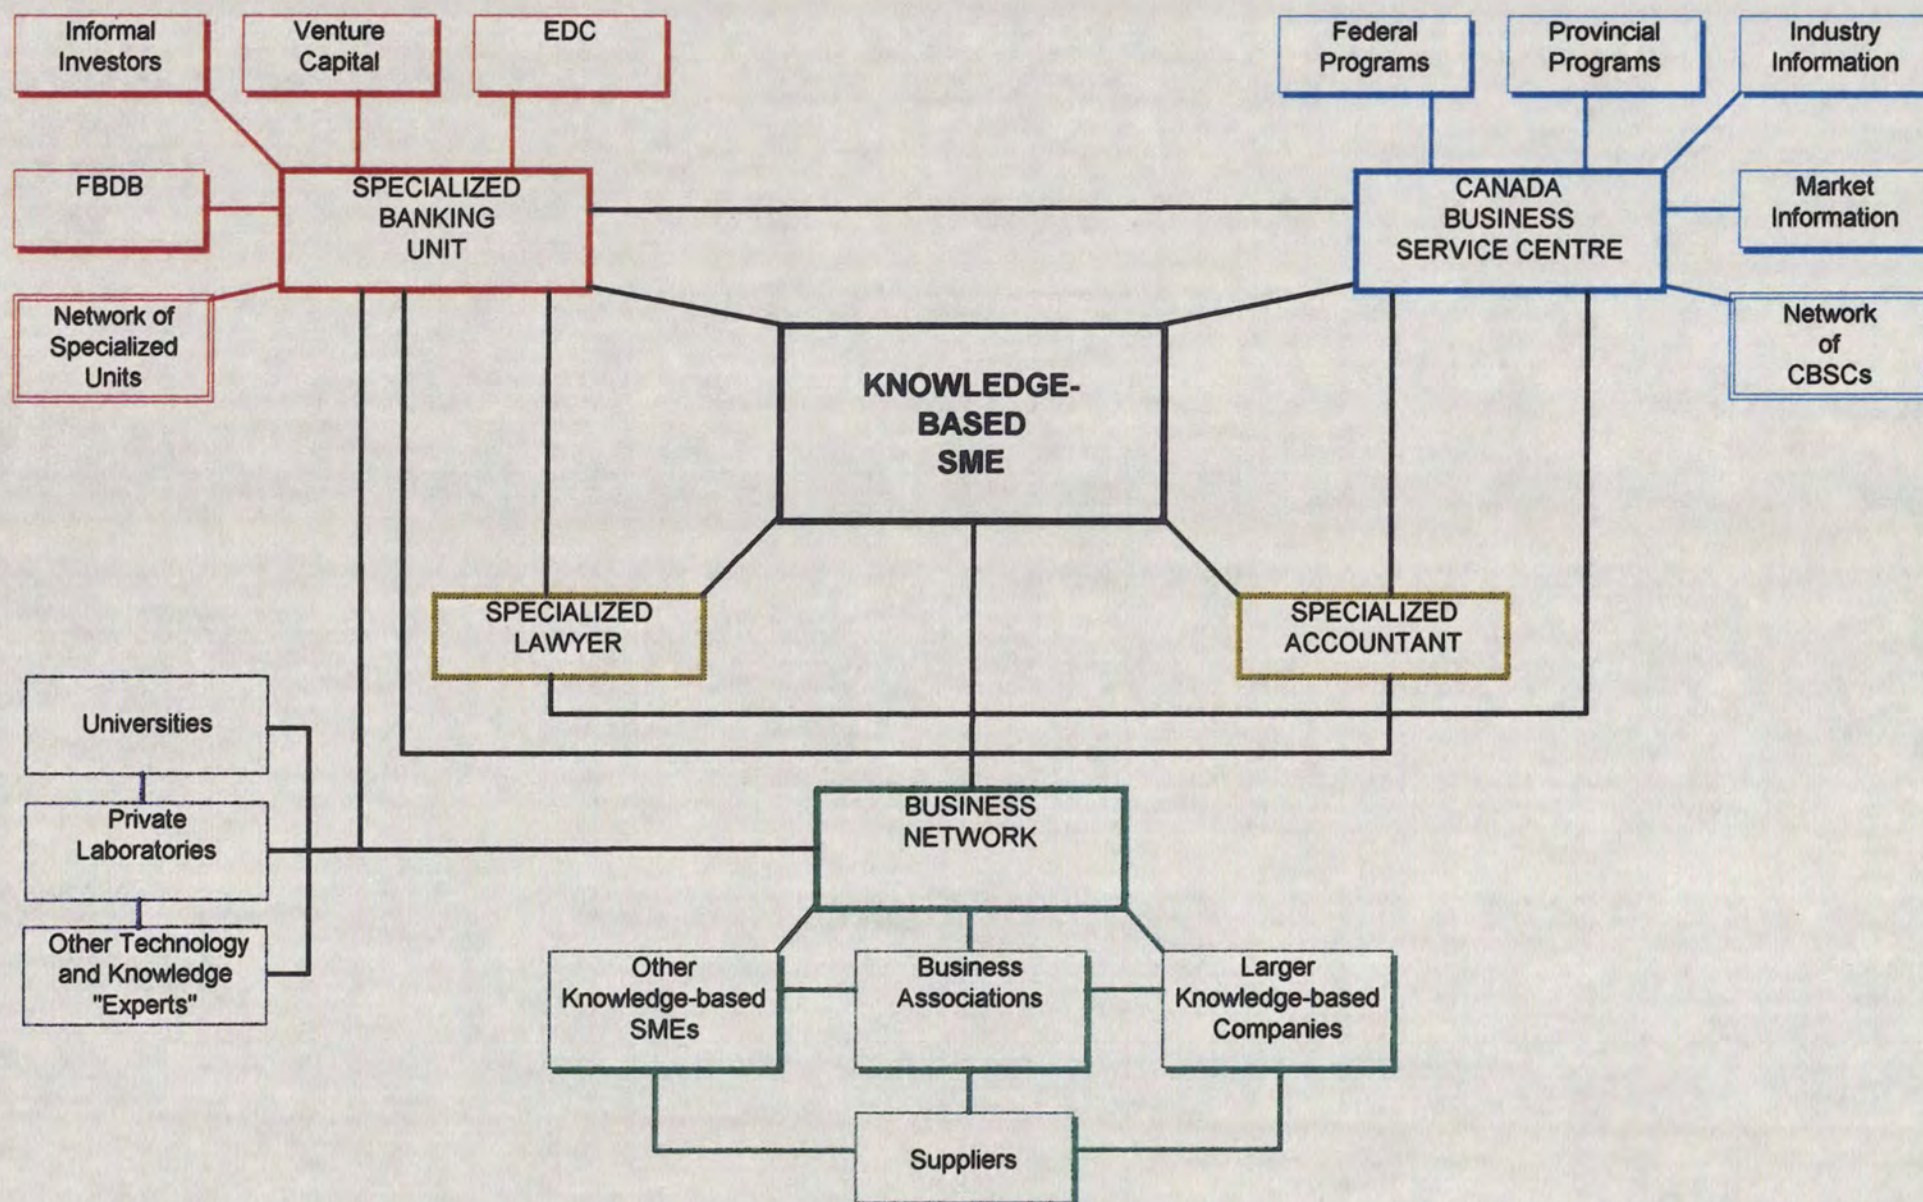 Informal
Investors
Venture
Capital
EDC
Federal
Programs
Provincial
Programs
Industry
Information
FBDB
SPECIALIZED
BANKING
UNIT
CANADA
BUSINESS
SERVICE CENTRE
Market
Information
Network of
Specialized
Units
Network
of
CBSCs
KNOWLEDGE-
BASED
SME
SPECIALIZED
LAWYER
SPECIALIZED
ACCOUNTANT
Universities
Private
Laboratories
Other Technology
and Knowledge
"Experts"
BUSINESS
NETWORK
Other
Knowledge-based
SMEs
Business
Associations
Larger
Knowledge-based
Companies
Suppliers